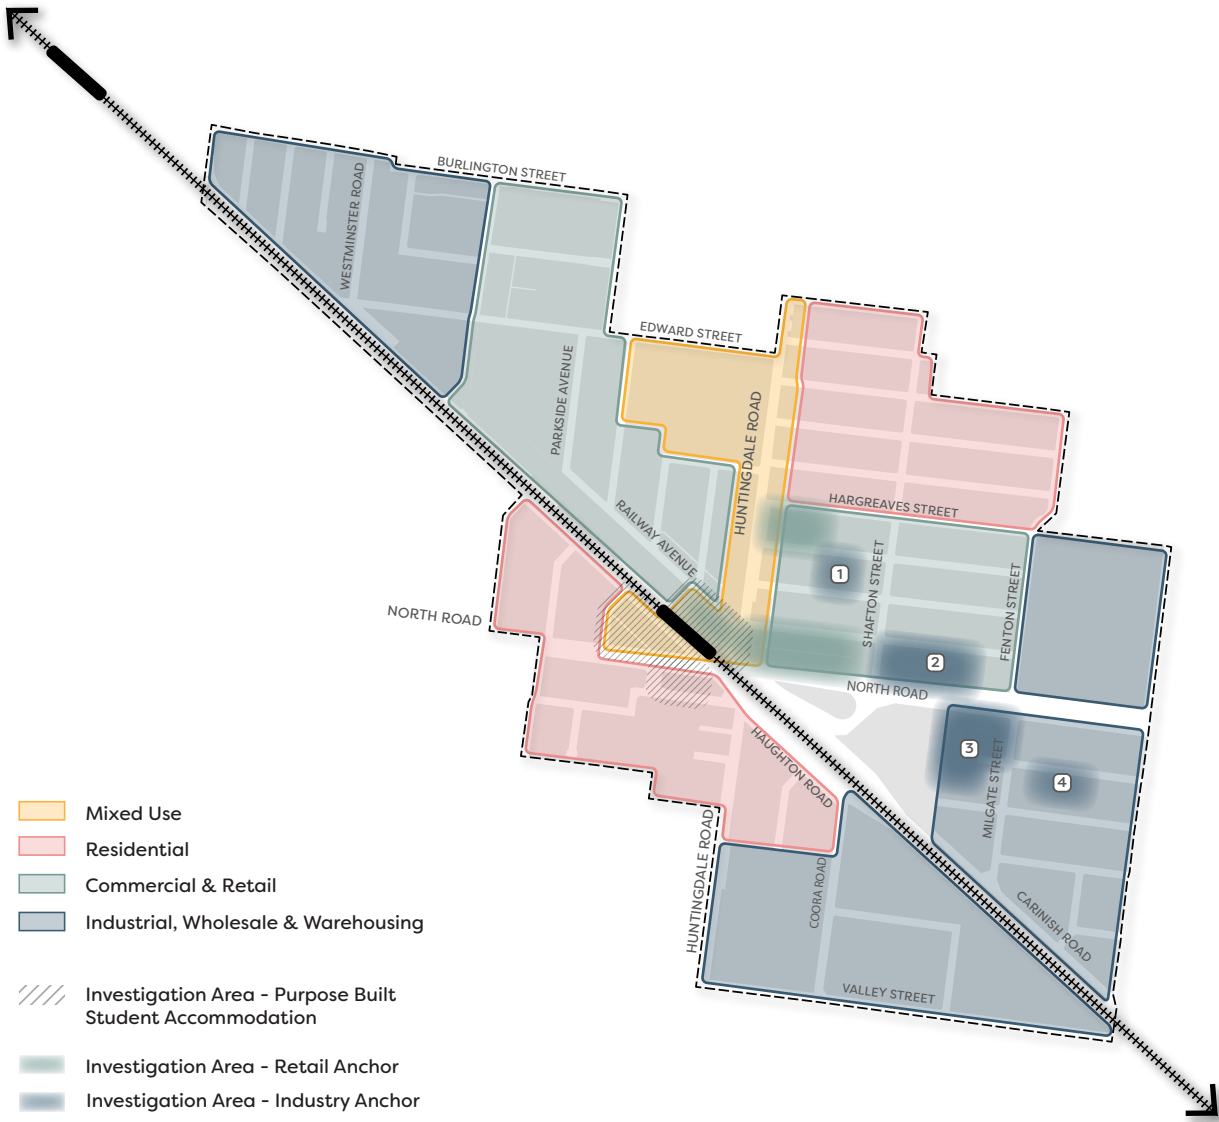 BURLINGTON STREET
WESTMINSTER ROAD
EDWARD STREET
PARKSIDE AVENUE
HUNTINGDALE ROAD
HARGREAVES STREET
RAILWAY AVENUE
1
SHAFTON STREET
FENTON STREET
NORTH ROAD
2
NORTH ROAD
HAUGHTON ROAD
3
MILGATE STREET
4
Mixed Use
Residential
Commercial & Retail
Industrial, Wholesale & Warehousing
HUNTINGDALE ROAD
COORA ROAD
CARINISH ROAD
VALLEY STREET
Investigation Area - Purpose Built
Student Accommodation
Investigation Area - Retail Anchor
Investigation Area - Industry Anchor